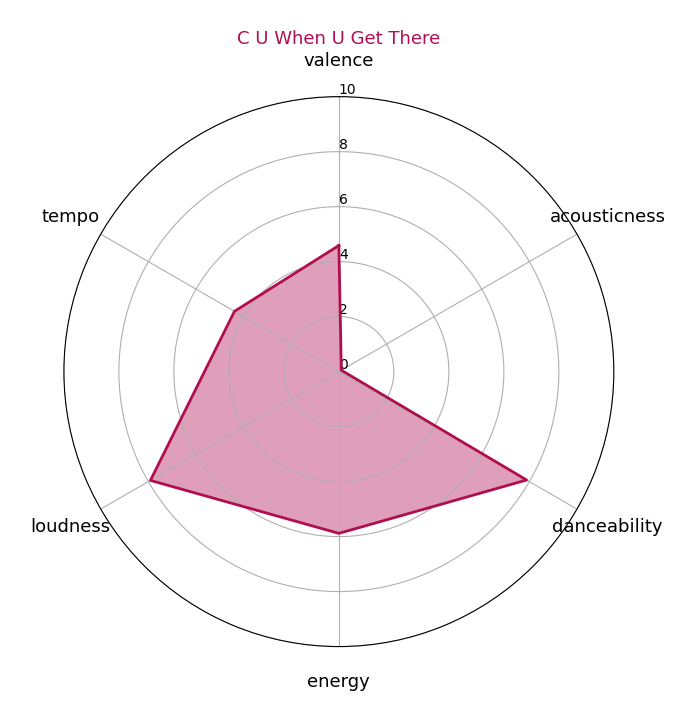 C U When U Get There
valence
10
8
6
4
2
0
tempo
acousticness
loudness
danceability
energy